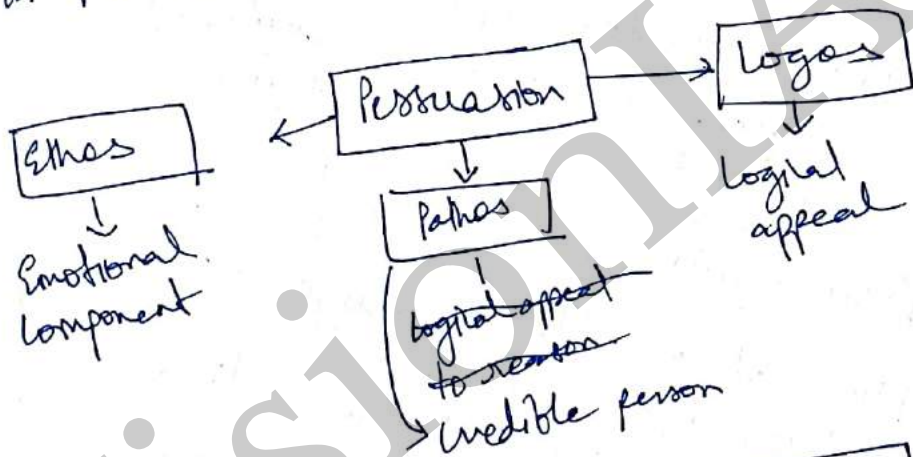 Persuasion
Logos
Ethos
Pathos
Logical
appeal
Emotional
Component
Logical appeal
to reason.
credible person